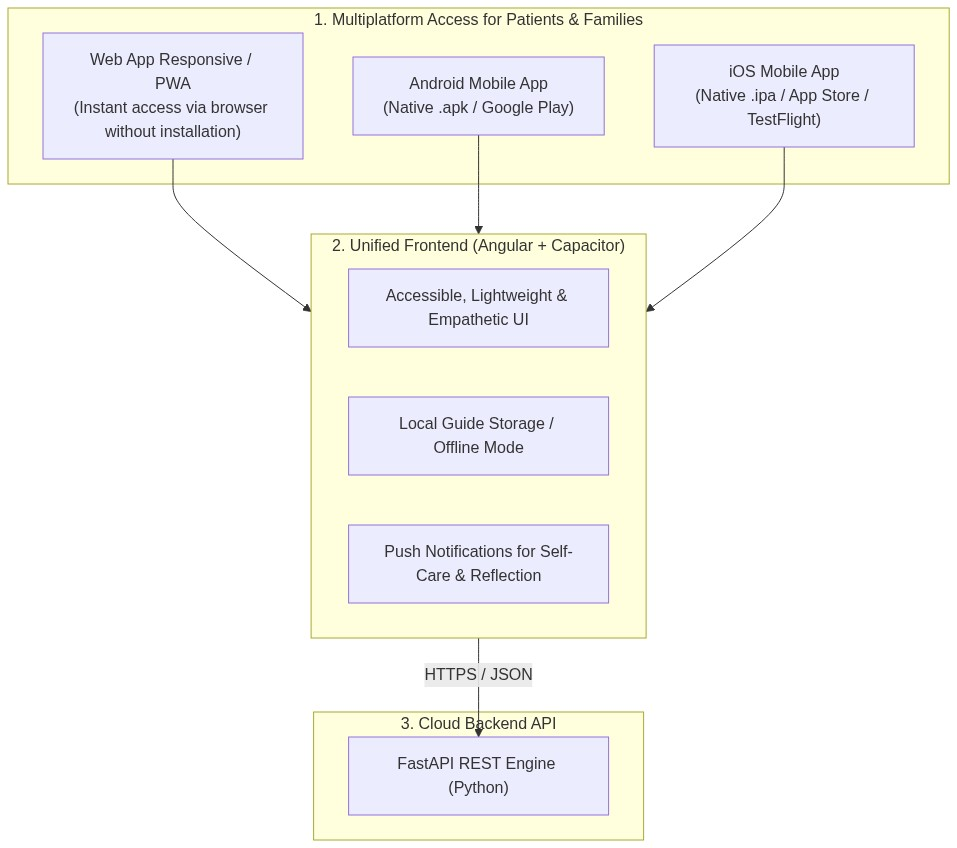 1. Multiplatform Access for Patients & Families
Web App Responsive /
PWA
(Instant access via browser
without installation)
Android Mobile App
(Native .apk / Google Play)
iOS Mobile App
(Native .ipa / App Store /
TestFlight)
2. Unified Frontend (Angular + Capacitor)
Accessible, Lightweight &
Empathetic UI
Local Guide Storage /
Offline Mode
Push Notifications for Self-
Care & Reflection
HTTPS / JSON
3. Cloud Backend API
FastAPI REST Engine
(Python)